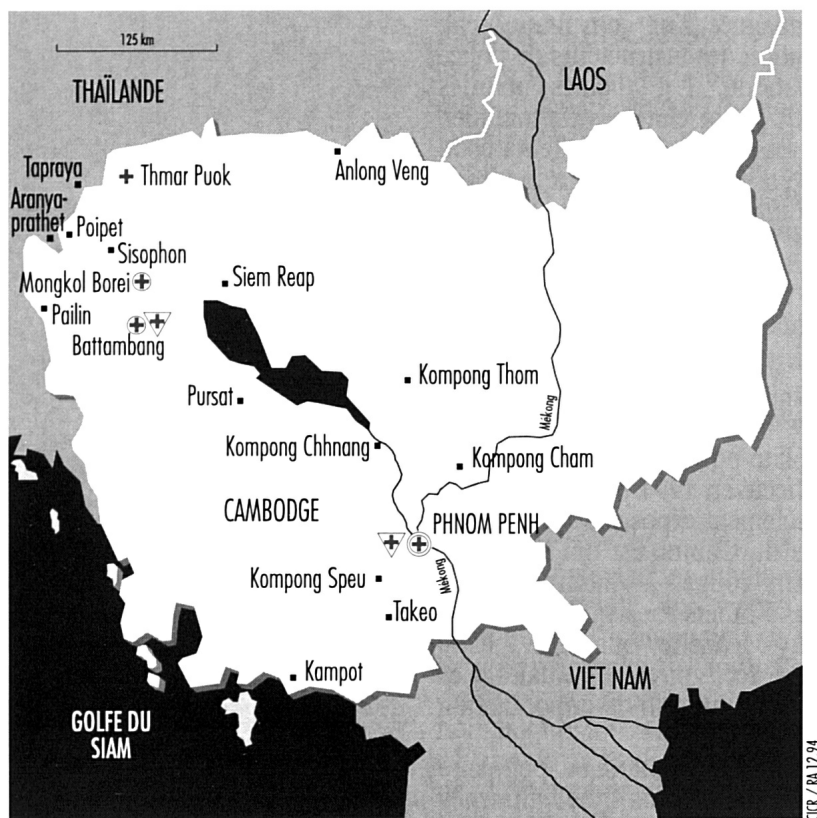 125 km
THAÏLANDE
LAOS
Tapraya
Thmar Puok
Anlong Veng
Aranya-
prathet
Poipet
Sisophon
Mongkol Borei
Siem Reap
Pailin
Battambang
Kompong Thom
Pursat
Mékong
Kompong Chhnang
Kompong Cham
CAMBODGE
PHNOM PENH
Kompong Speu
Mékong
Takeo
Kampot
VIET NAM
GOLFE DU
SIAM
CICR / RA 12.94